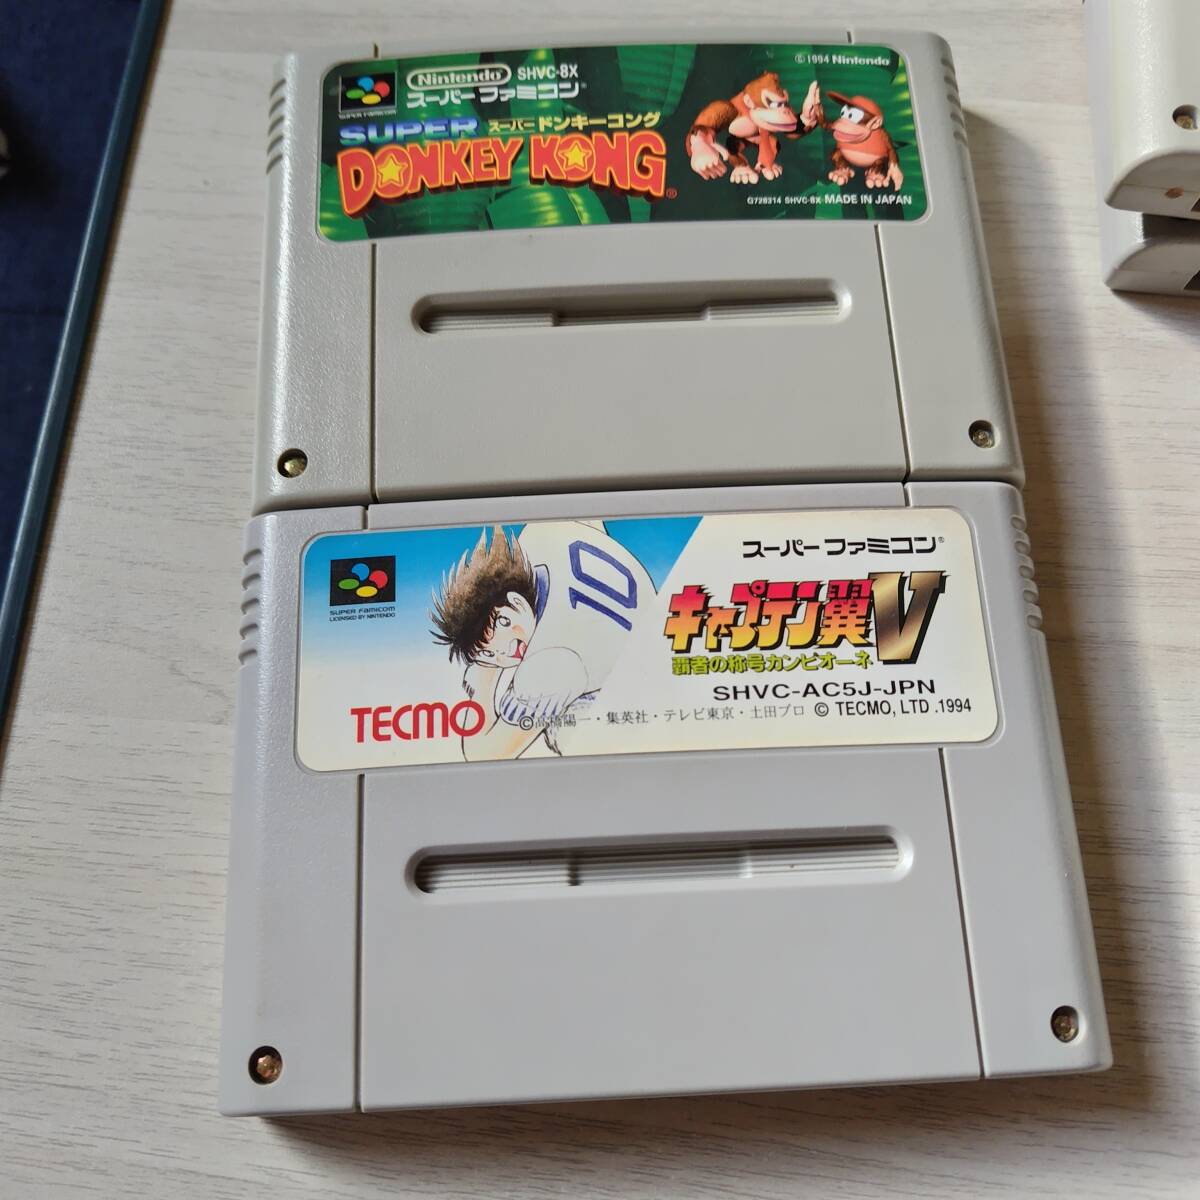 Nintendo SHVC-8X
スーパーファミコン
SUPER FAMICOM
© 1994 Nintendo
SUPER スーパードンキーコング
DONKEY KONG®
G728314 SHVC-8X MADE IN JAPAN
スーパーファミコン®
SUPER FAMICOM
LICENSED BY NINTENDO
10
キャプテン翼V
覇者の称号カンピオーネ
SHVC-AC5J-JPN
TECMO
©高橋陽一・集英社・テレビ東京・土田プロ © TECMO, LTD .1994